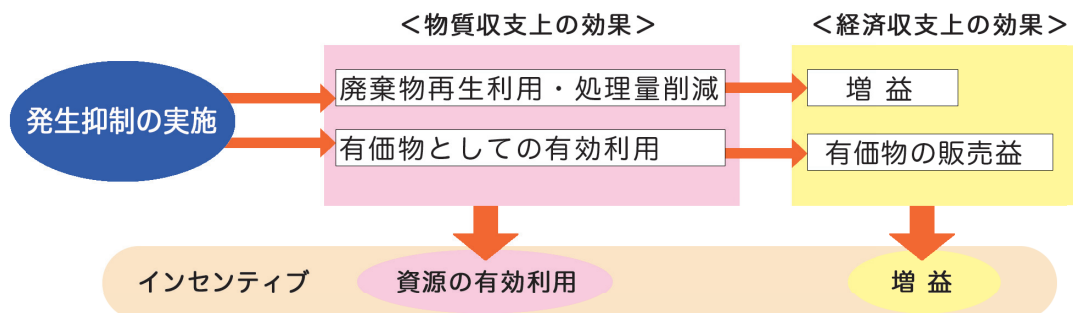 ＜物質収支上の効果＞
＜経済収支上の効果＞
発生抑制の実施
廃棄物再生利用・処理量削減
増 益
有価物としての有効利用
有価物の販売益
インセンティブ
資源の有効利用
増 益